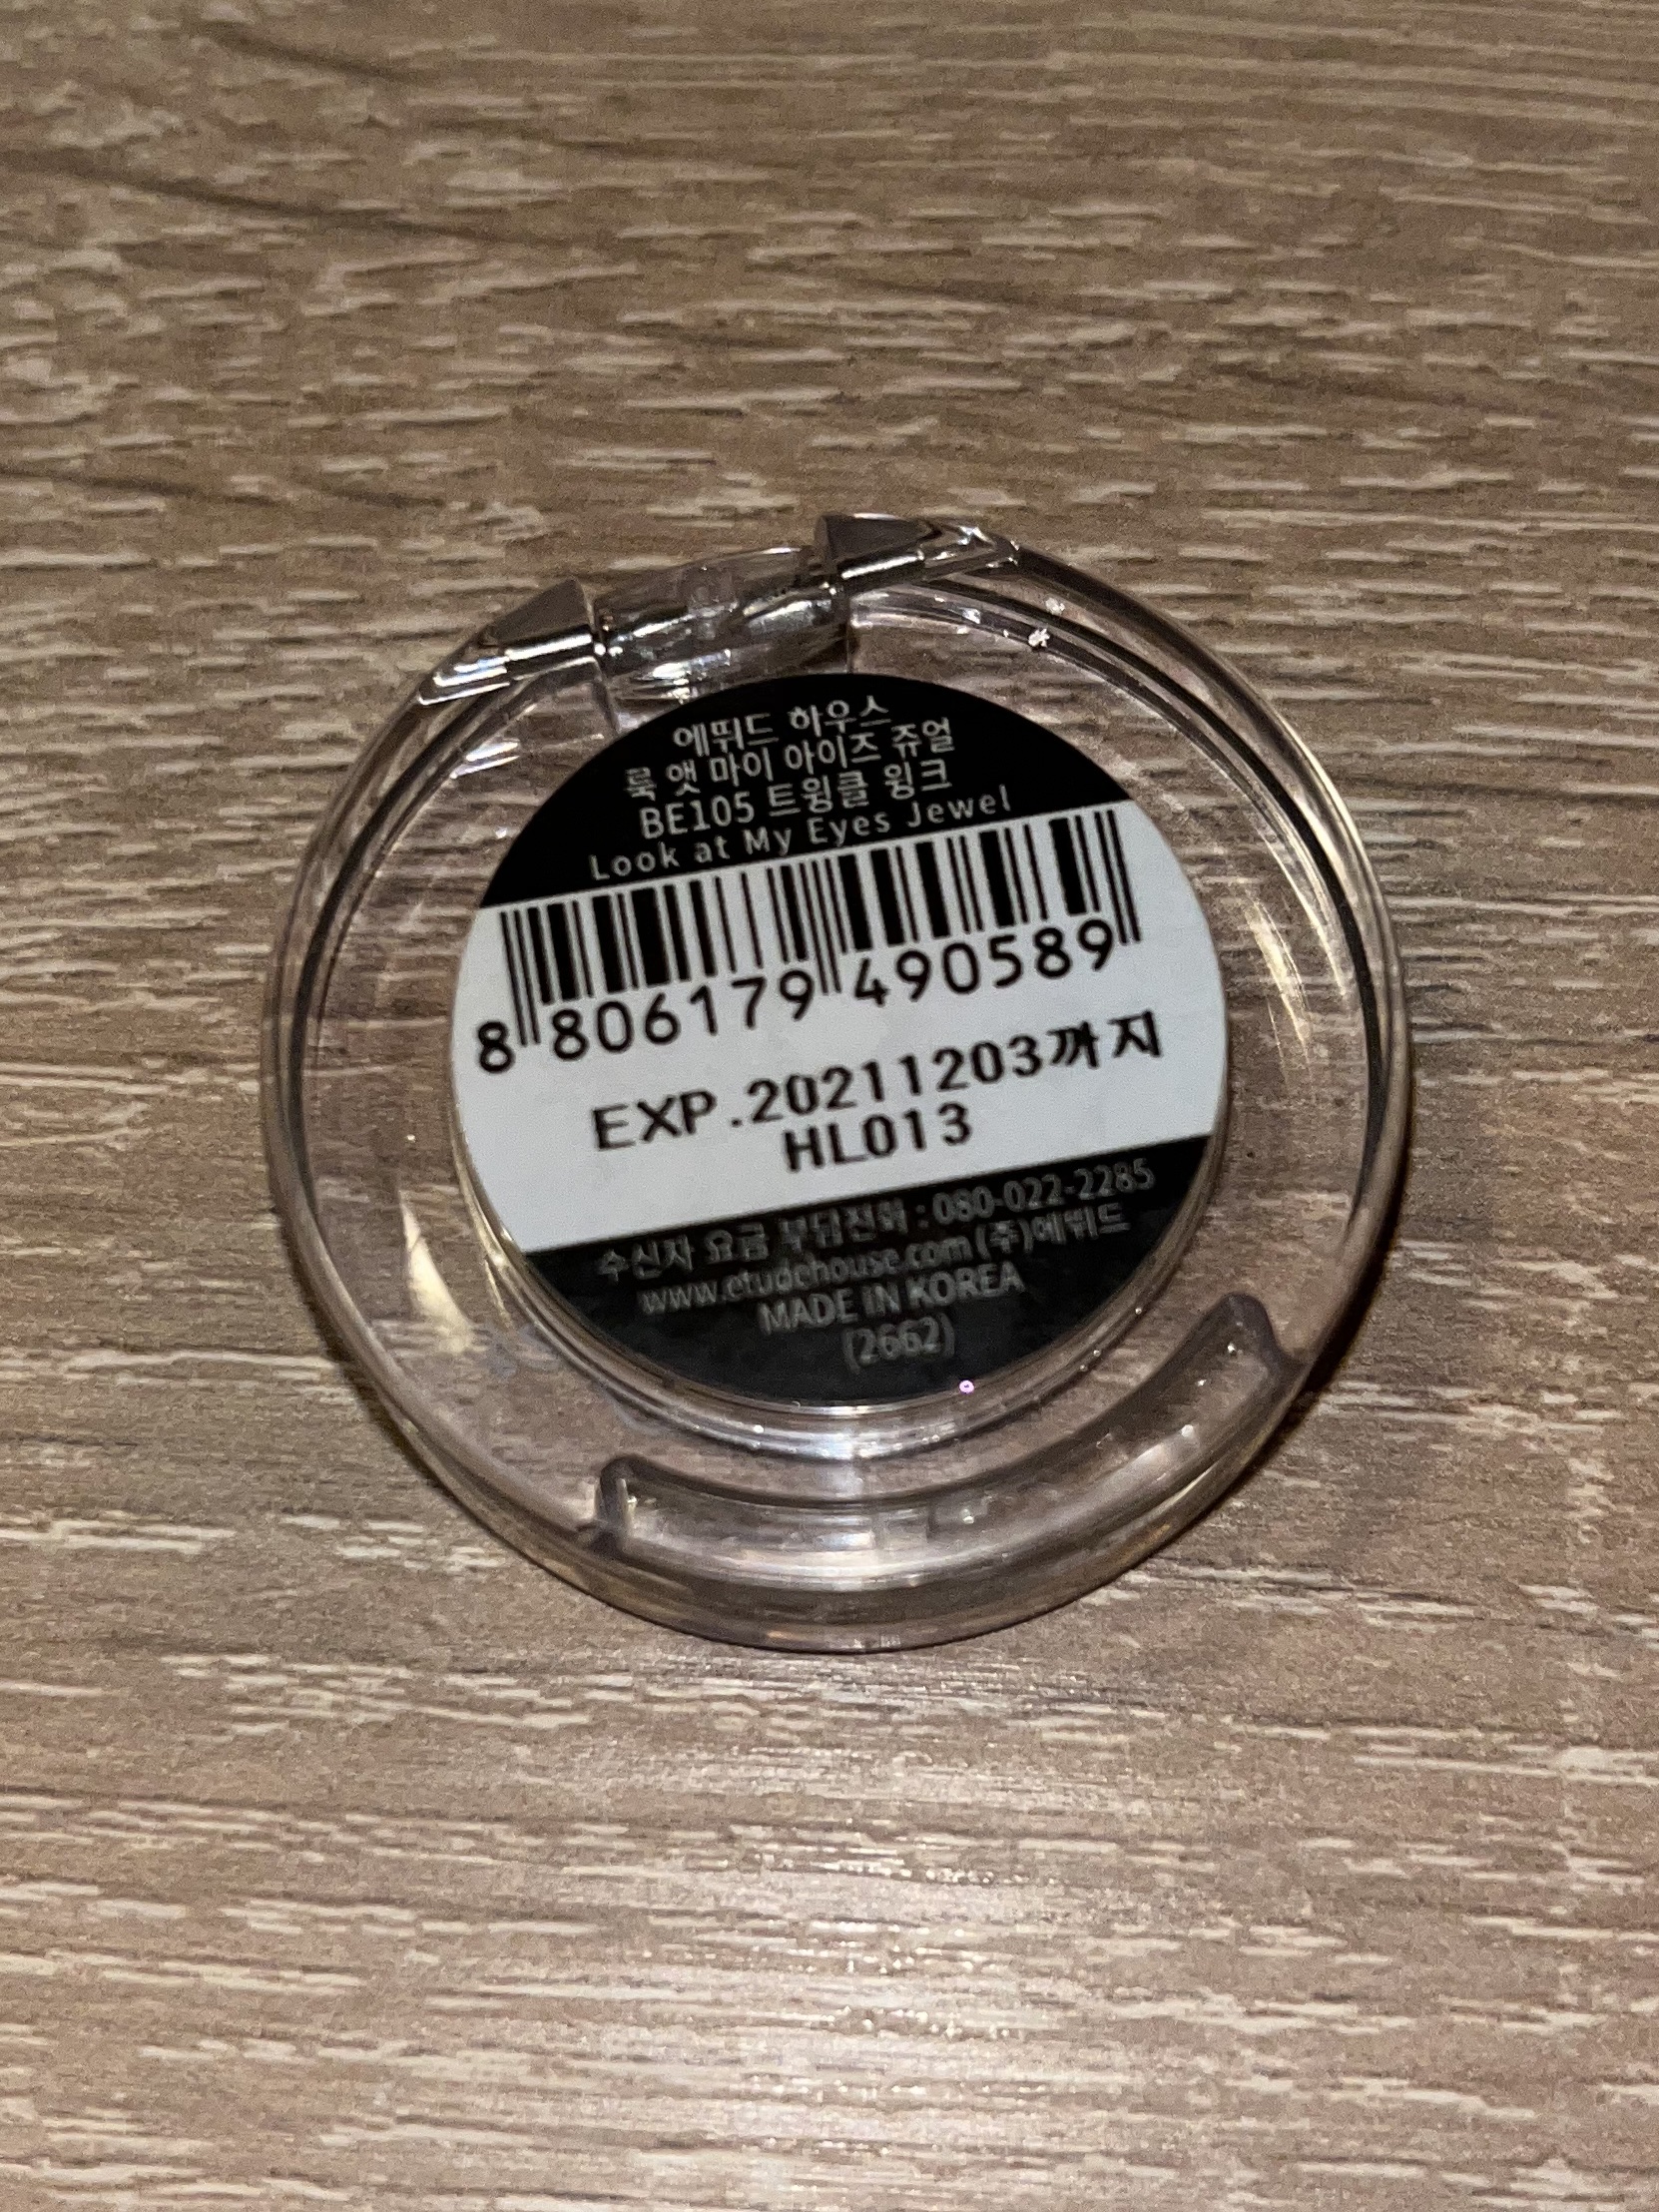 에뛰드 하우스
룩 앳 마이 아이즈 쥬얼
BE105 트윙클 윙크
Look at My Eyes Jewel
8 806179 490589
EXP.20211203까지
HL013
수신자 요금 부담전화 : 080-022-2285
www.etudehouse.com (주)에뛰드
MADE IN KOREA
(2662)